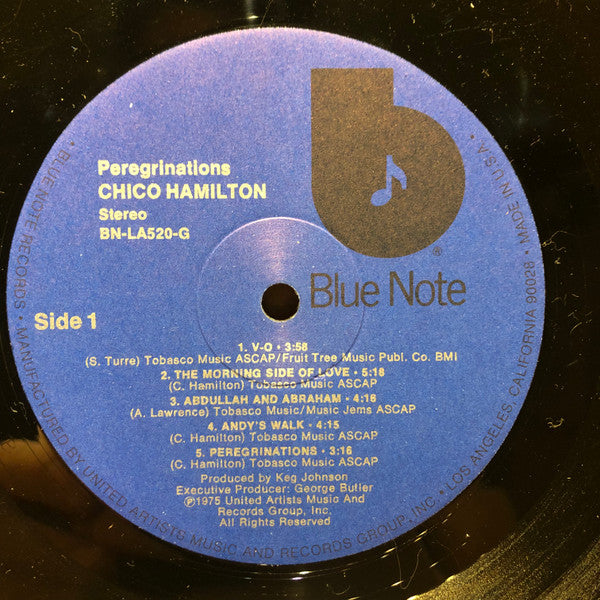 Peregrinations
CHICO HAMILTON
Stereo
BN-LA520-G
b
®
Blue Note
Side 1
1. V-O • 3:58
(S. Turre) Tobasco Music ASCAP/Fruit Tree Music Publ. Co. BMI
2. THE MORNING SIDE OF LOVE • 5:18
(C. Hamilton) Tobasco Music ASCAP
3. ABDULLAH AND ABRAHAM • 4:16
(A. Lawrence) Tobasco Music/Music Jems ASCAP
4. ANDY'S WALK • 4:15
(C. Hamilton) Tobasco Music ASCAP
5. PEREGRINATIONS • 3:16
(C. Hamilton) Tobasco Music ASCAP
Produced by Keg Johnson
Executive Producer: George Butler
℗1975 United Artists Music And
Records Group, Inc.
All Rights Reserved
• BLUE NOTE RECORDS • MANUFACTURED BY UNITED ARTISTS MUSIC AND RECORDS GROUP, INC. • LOS ANGELES, CALIFORNIA 90028 • MADE IN U.S.A. •